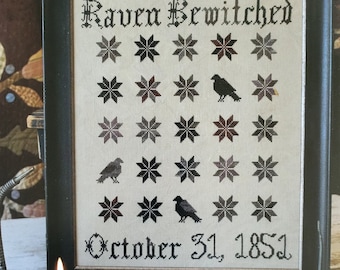 Raven Bewitched
October 31, 1851